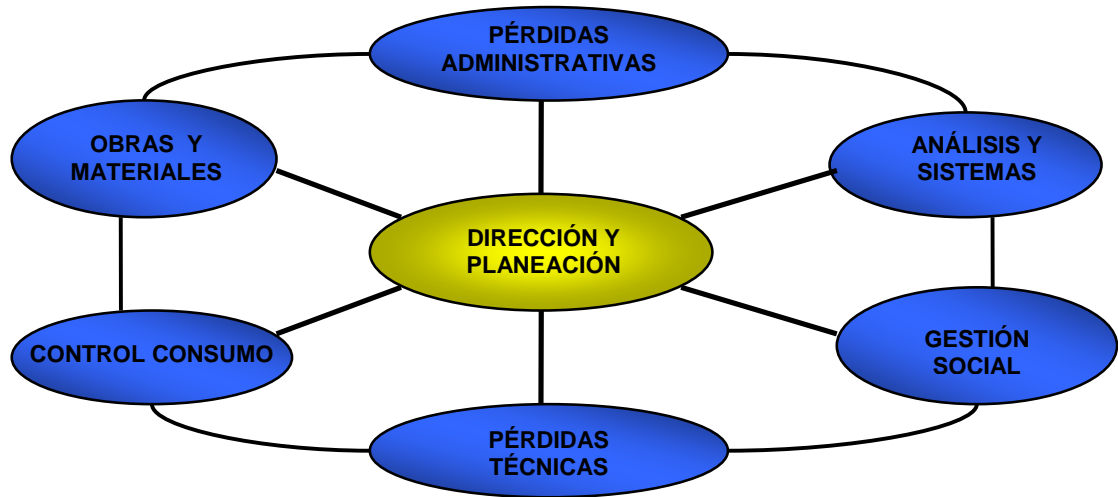 PÉRDIDAS
ADMINISTRATIVAS
OBRAS Y
MATERIALES
ANÁLISIS Y
SISTEMAS
DIRECCIÓN Y
PLANEACIÓN
CONTROL CONSUMO
GESTIÓN
SOCIAL
PÉRDIDAS
TÉCNICAS